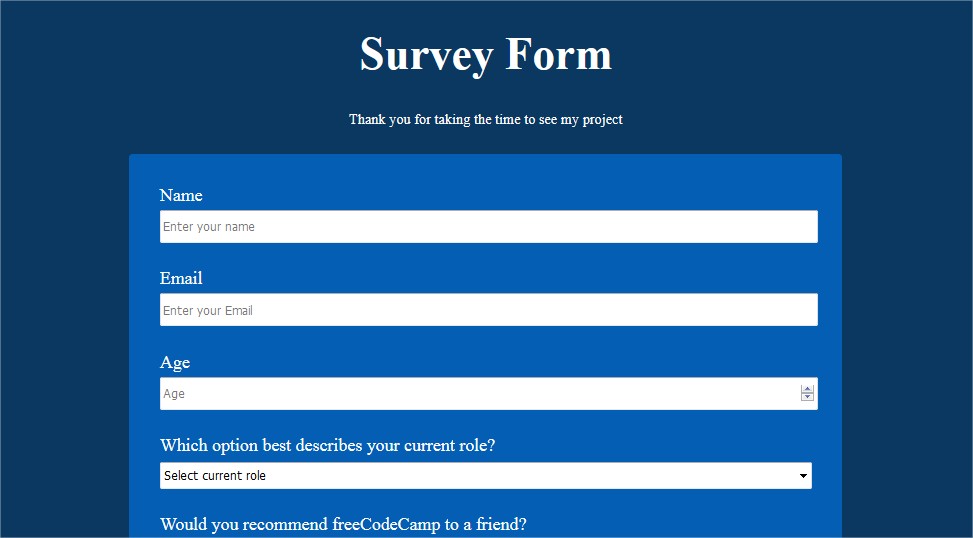 Survey Form
Thank you for taking the time to see my project
Name
Enter your name
Email
Enter your Email
Age
Age
Which option best describes your current role?
Select current role
Would you recommend freeCodeCamp to a friend?